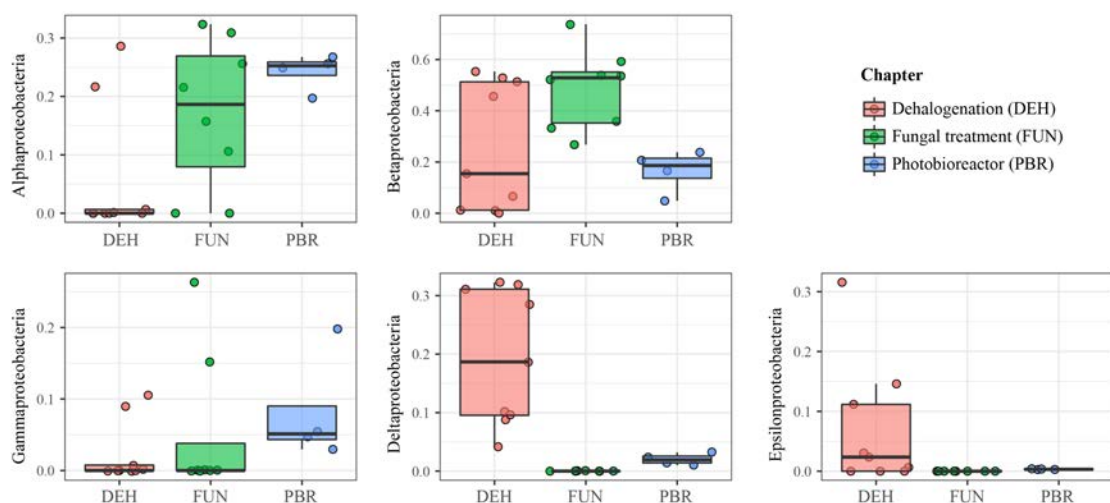 Alphaproteobacteria
0.3
0.2
0.1
0.0
DEH
FUN
PBR
Betaproteobacteria
0.6
0.4
0.2
0.0
DEH
FUN
PBR
Chapter
Dehalogenation (DEH)
Fungal treatment (FUN)
Photobioreactor (PBR)
Gammaproteobacteria
0.2
0.1
0.0
DEH
FUN
PBR
Deltaproteobacteria
0.3
0.2
0.1
0.0
DEH
FUN
PBR
Epsilonproteobacteria
0.3
0.2
0.1
0.0
DEH
FUN
PBR